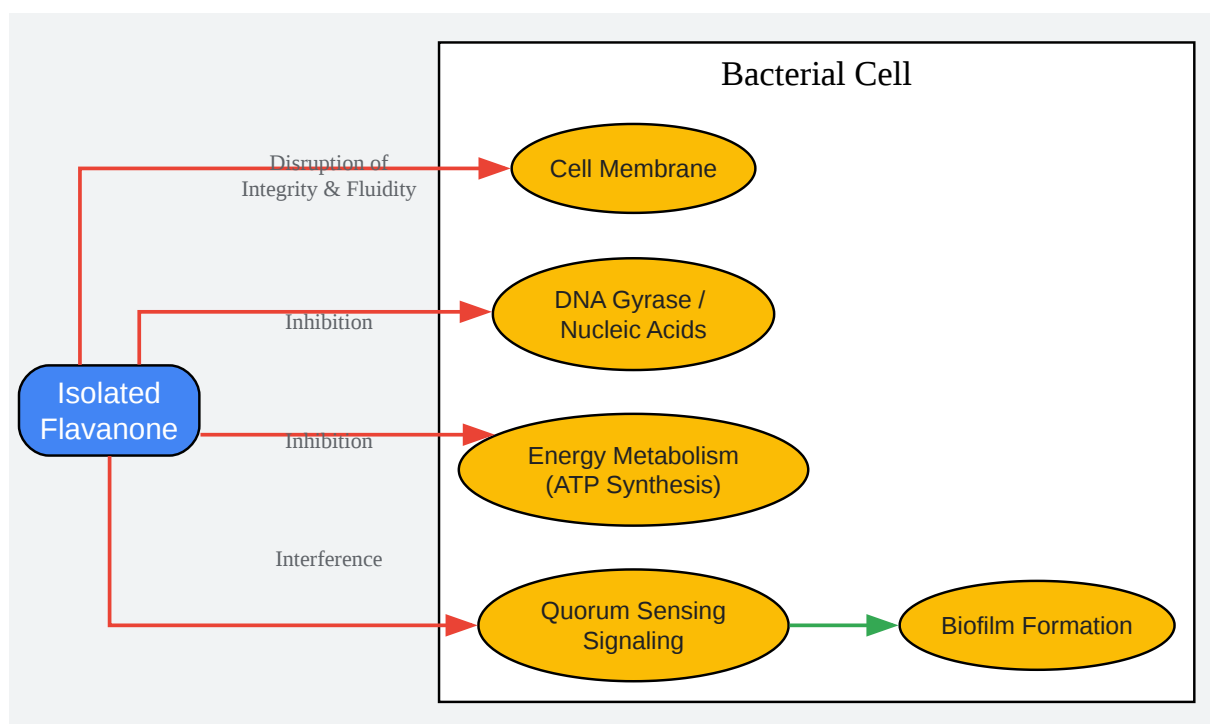 Bacterial Cell
Disruption of
Integrity & Fluidity
Cell Membrane
DNA Gyrase /
Nucleic Acids
Inhibition
Isolated
Flavanone
Inhibition
Energy Metabolism
(ATP Synthesis)
Interference
Quorum Sensing
Signaling
Biofilm Formation